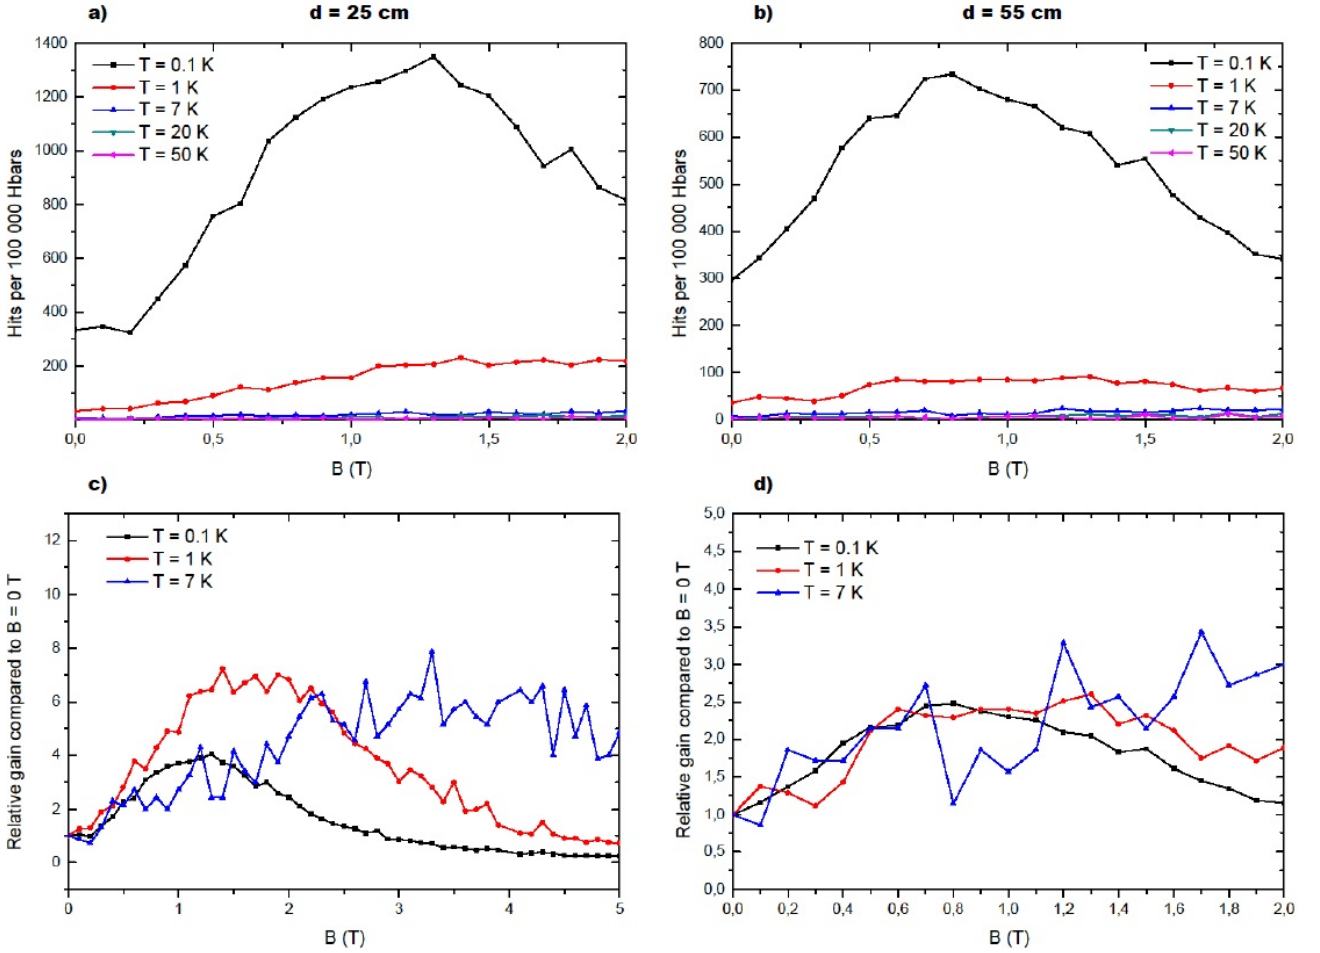 a)
d = 25 cm
1400
1200
1000
800
600
400
200
Hits per 100 000 Hbars
T = 0.1 K
T = 1 K
T = 7 K
T = 20 K
T = 50 K
0,0
0,5
1,0
1,5
2,0
B (T)
b)
d = 55 cm
800
700
600
500
400
300
200
100
0
Hits per 100 000 Hbars
T = 0.1 K
T = 1 K
T = 7 K
T = 20 K
T = 50 K
0,0
0,5
1,0
1,5
2,0
B (T)
c)
12
10
8
6
4
2
0
Relative gain compared to B = 0 T
T = 0.1 K
T = 1 K
T = 7 K
0
1
2
3
4
5
B (T)
d)
5,0
4,5
4,0
3,5
3,0
2,5
2,0
1,5
1,0
0,5
0,0
Relative gain compared to B = 0 T
T = 0.1 K
T = 1 K
T = 7 K
0,0
0,2
0,4
0,6
0,8
1,0
1,2
1,4
1,6
1,8
2,0
B (T)